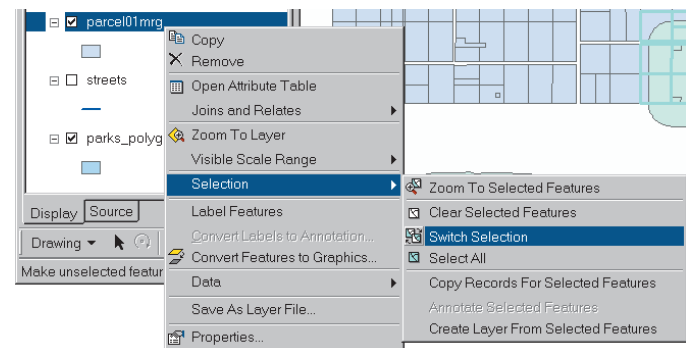 parcel01mrg
streets
parks_polyg
Display Source
Drawing
Make unselected featur
Copy
Remove
Open Attribute Table
Joins and Relates
Zoom To Layer
Visible Scale Range
Selection
Label Features
Convert Labels to Annotation...
Convert Features to Graphics...
Data
Save As Layer File...
Properties...
Zoom To Selected Features
Clear Selected Features
Switch Selection
Select All
Copy Records For Selected Features
Annotate Selected Features
Create Layer From Selected Features